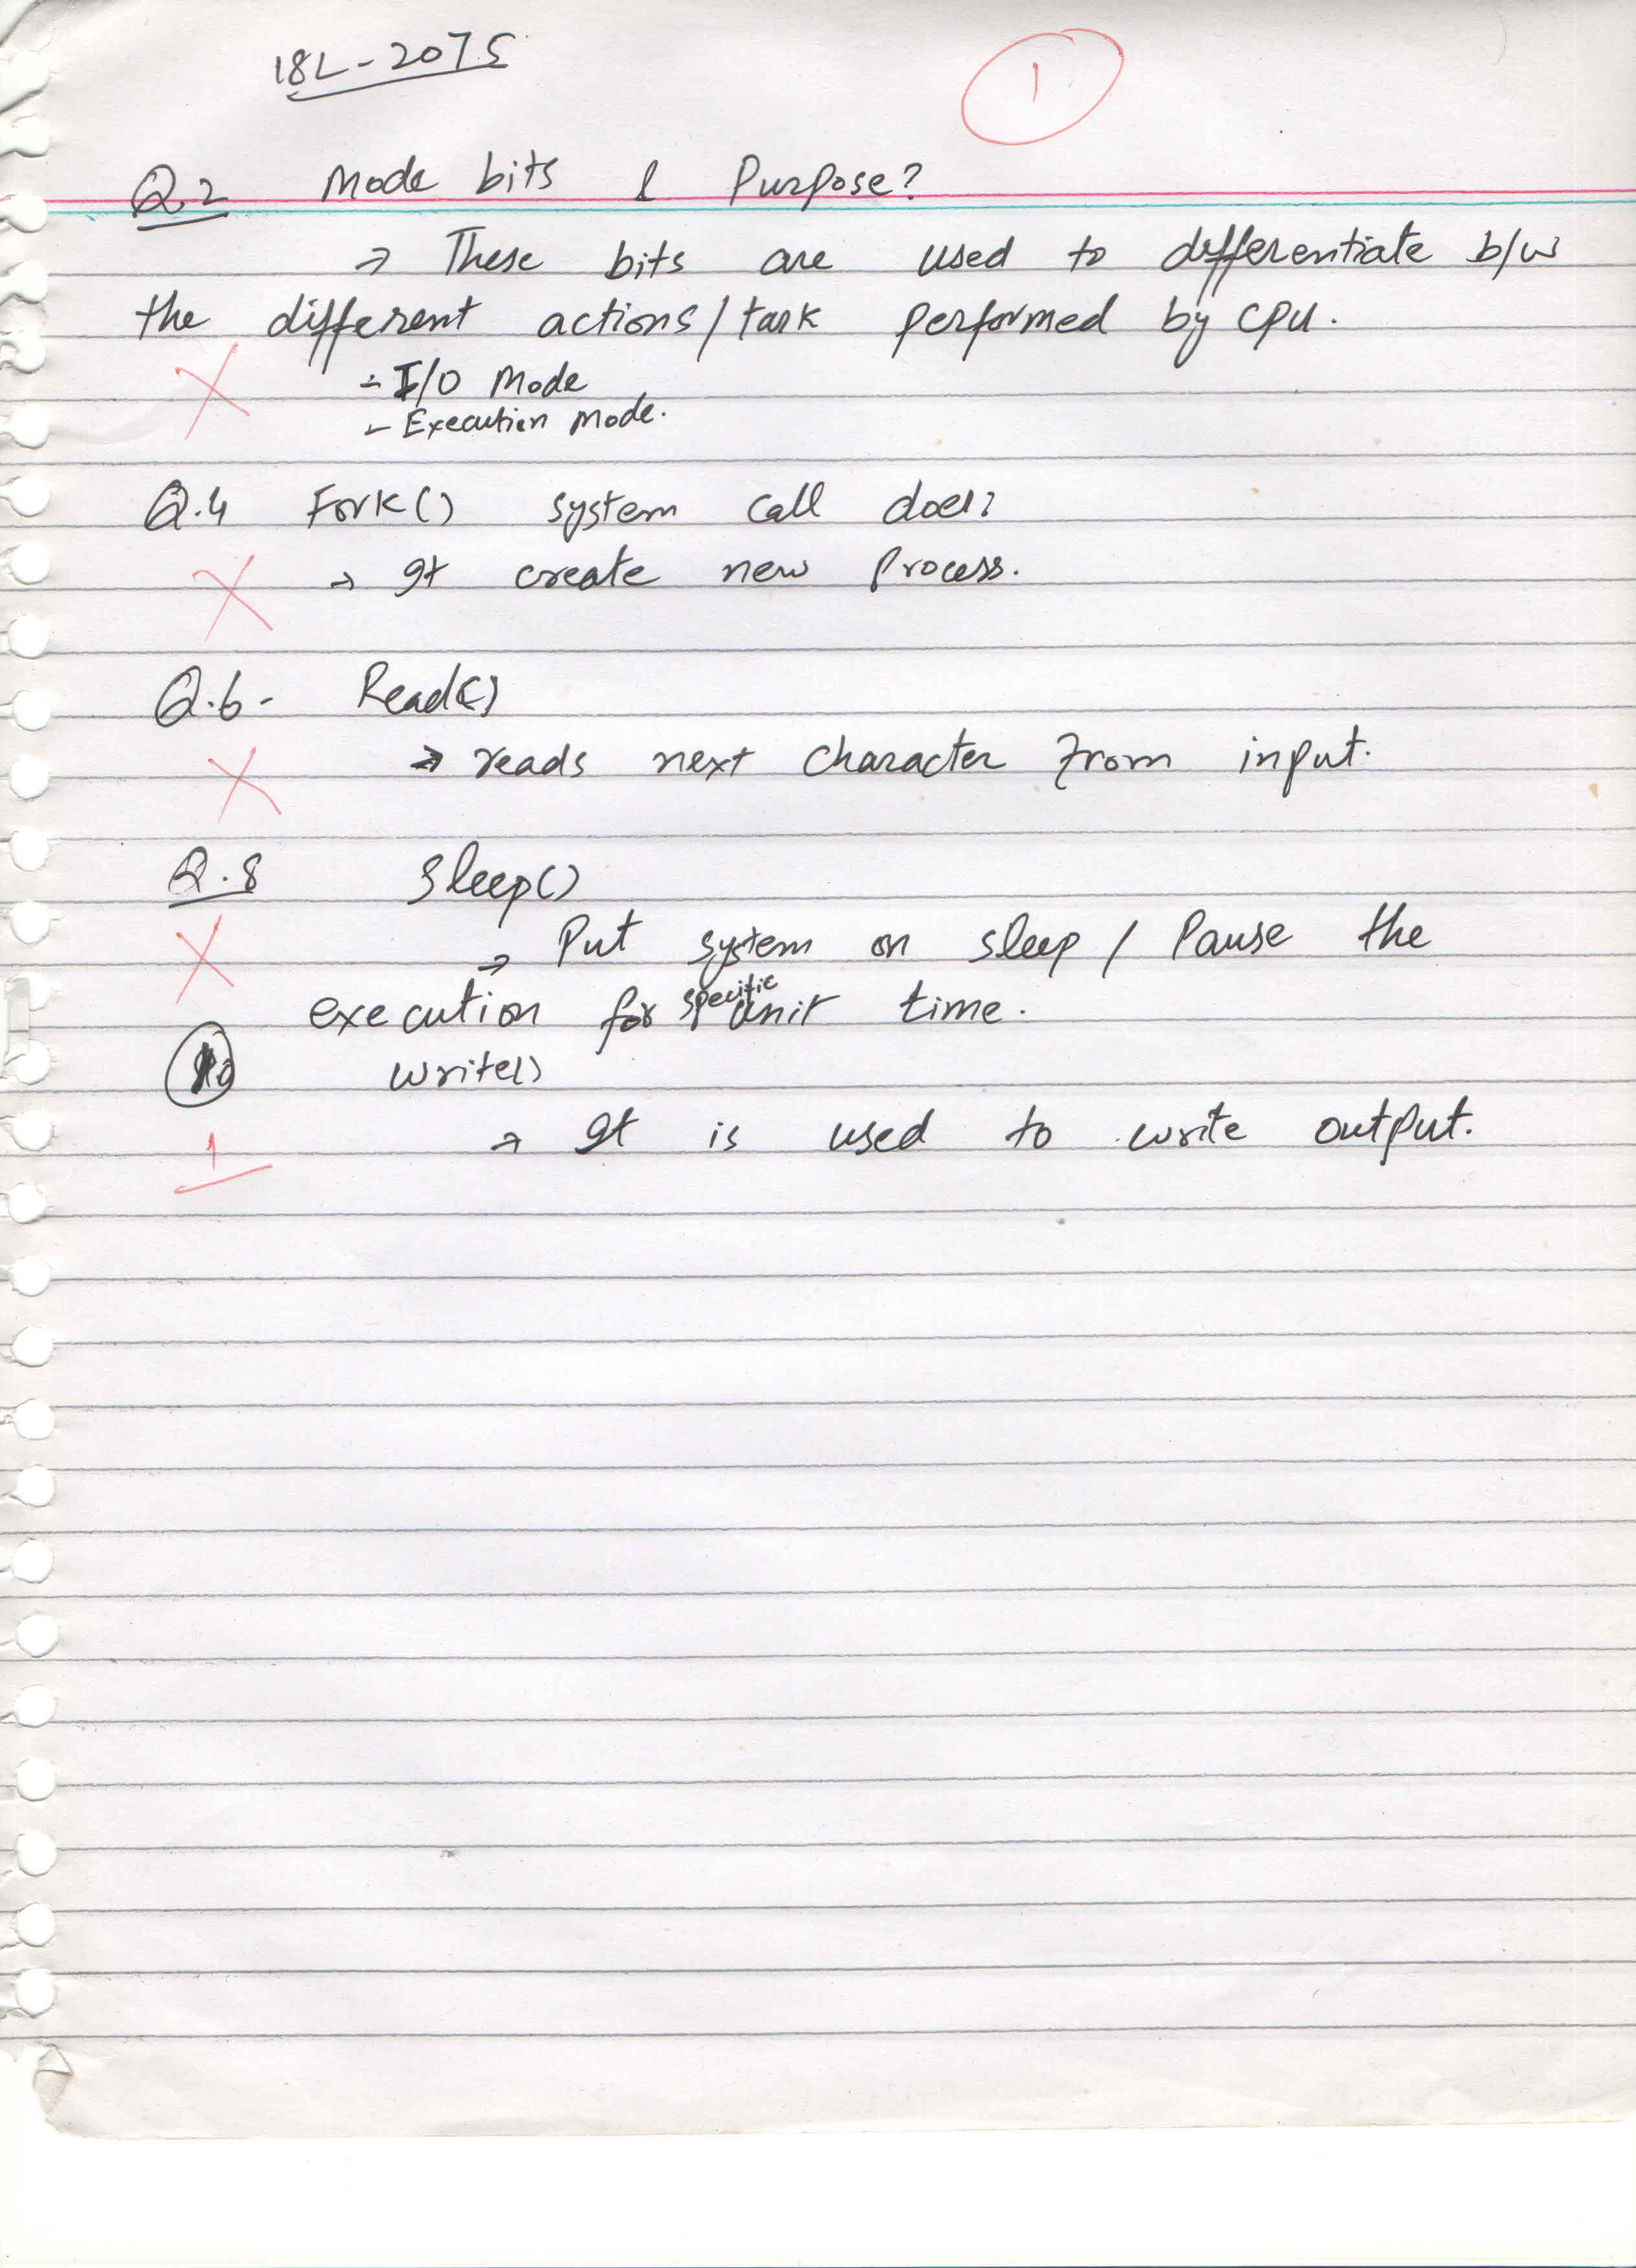 18L-2075
1
Q.2 Mode bits & Purpose?
→ These bits are used to differentiate b/w
the different actions/task performed by CPU.
- I/O Mode
- Execution Mode.
Q.4 Fork() system call does?
→ It create new Process.
Q.6- Read()
→ reads next character from input.
Q.8 Sleep()
→ Put system on sleep / Pause the
execution for specific unit time.
10 write()
→ It is used to write output.
1